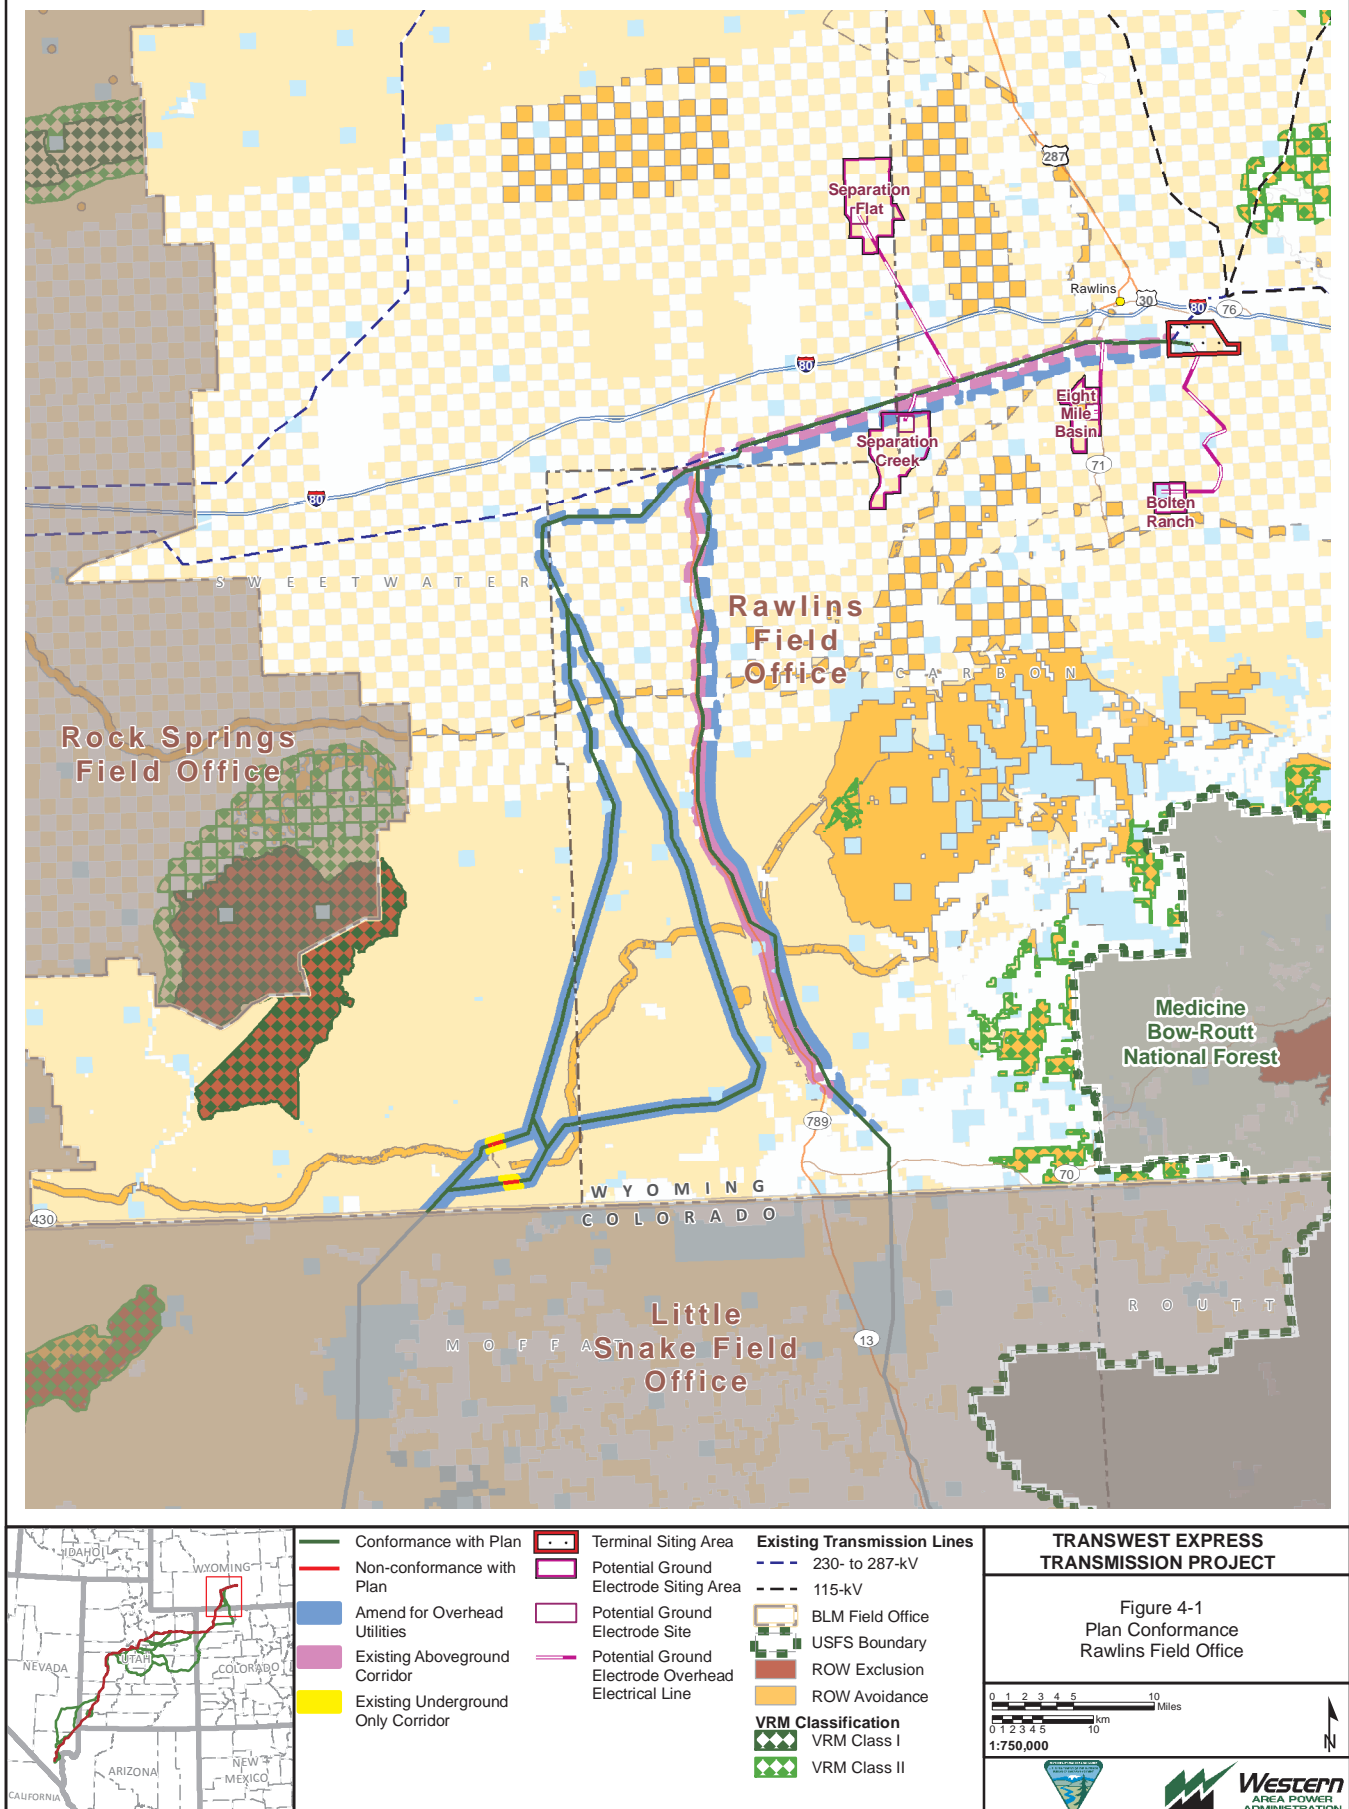 287
Separation
Flat
Rawlins
30
80
76
80
Eight
Mile
Basin
Separation
Creek
71
80
Bolten
Ranch
SWEETWATER
Rawlins
Field
Office
CARBON
Rock Springs
Field Office
Medicine
Bow-Routt
National Forest
789
70
WYOMING
430
COLORADO
Little
Snake Field
Office
ROUTT
MOFFAT
13
IDAHO
WYOMING
NEVADA
UTAH
COLORADO
ARIZONA
NEW
MEXICO
CALIFORNIA
Conformance with Plan
Non-conformance with
Plan
Amend for Overhead
Utilities
Existing Aboveground
Corridor
Existing Underground
Only Corridor
Terminal Siting Area
Potential Ground
Electrode Siting Area
Potential Ground
Electrode Site
Potential Ground
Electrode Overhead
Electrical Line
Existing Transmission Lines
230- to 287-kV
115-kV
BLM Field Office
USFS Boundary
ROW Exclusion
ROW Avoidance
VRM Classification
VRM Class I
VRM Class II
TRANSWEST EXPRESS
TRANSMISSION PROJECT
Figure 4-1
Plan Conformance
Rawlins Field Office
0 1 2 3 4 5 10
Miles
km
0 1 2 3 4 5 10
1:750,000
N
Western
AREA POWER
ADMINISTRATION